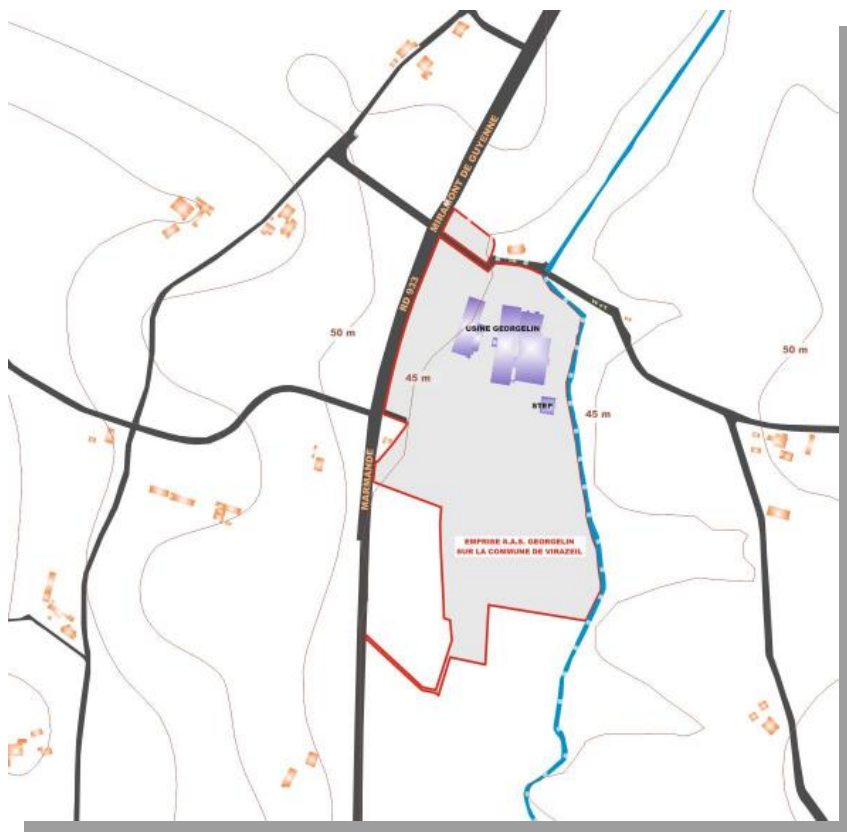 MIRAMONT DE GUYENNE
RD 933
USINE GEORGELIN
50 m
50 m
45 m
STEP
45 m
MARMANDE
EMPRISE S.A.S. GEORGELIN
SUR LA COMMUNE DE VIRAZEIL